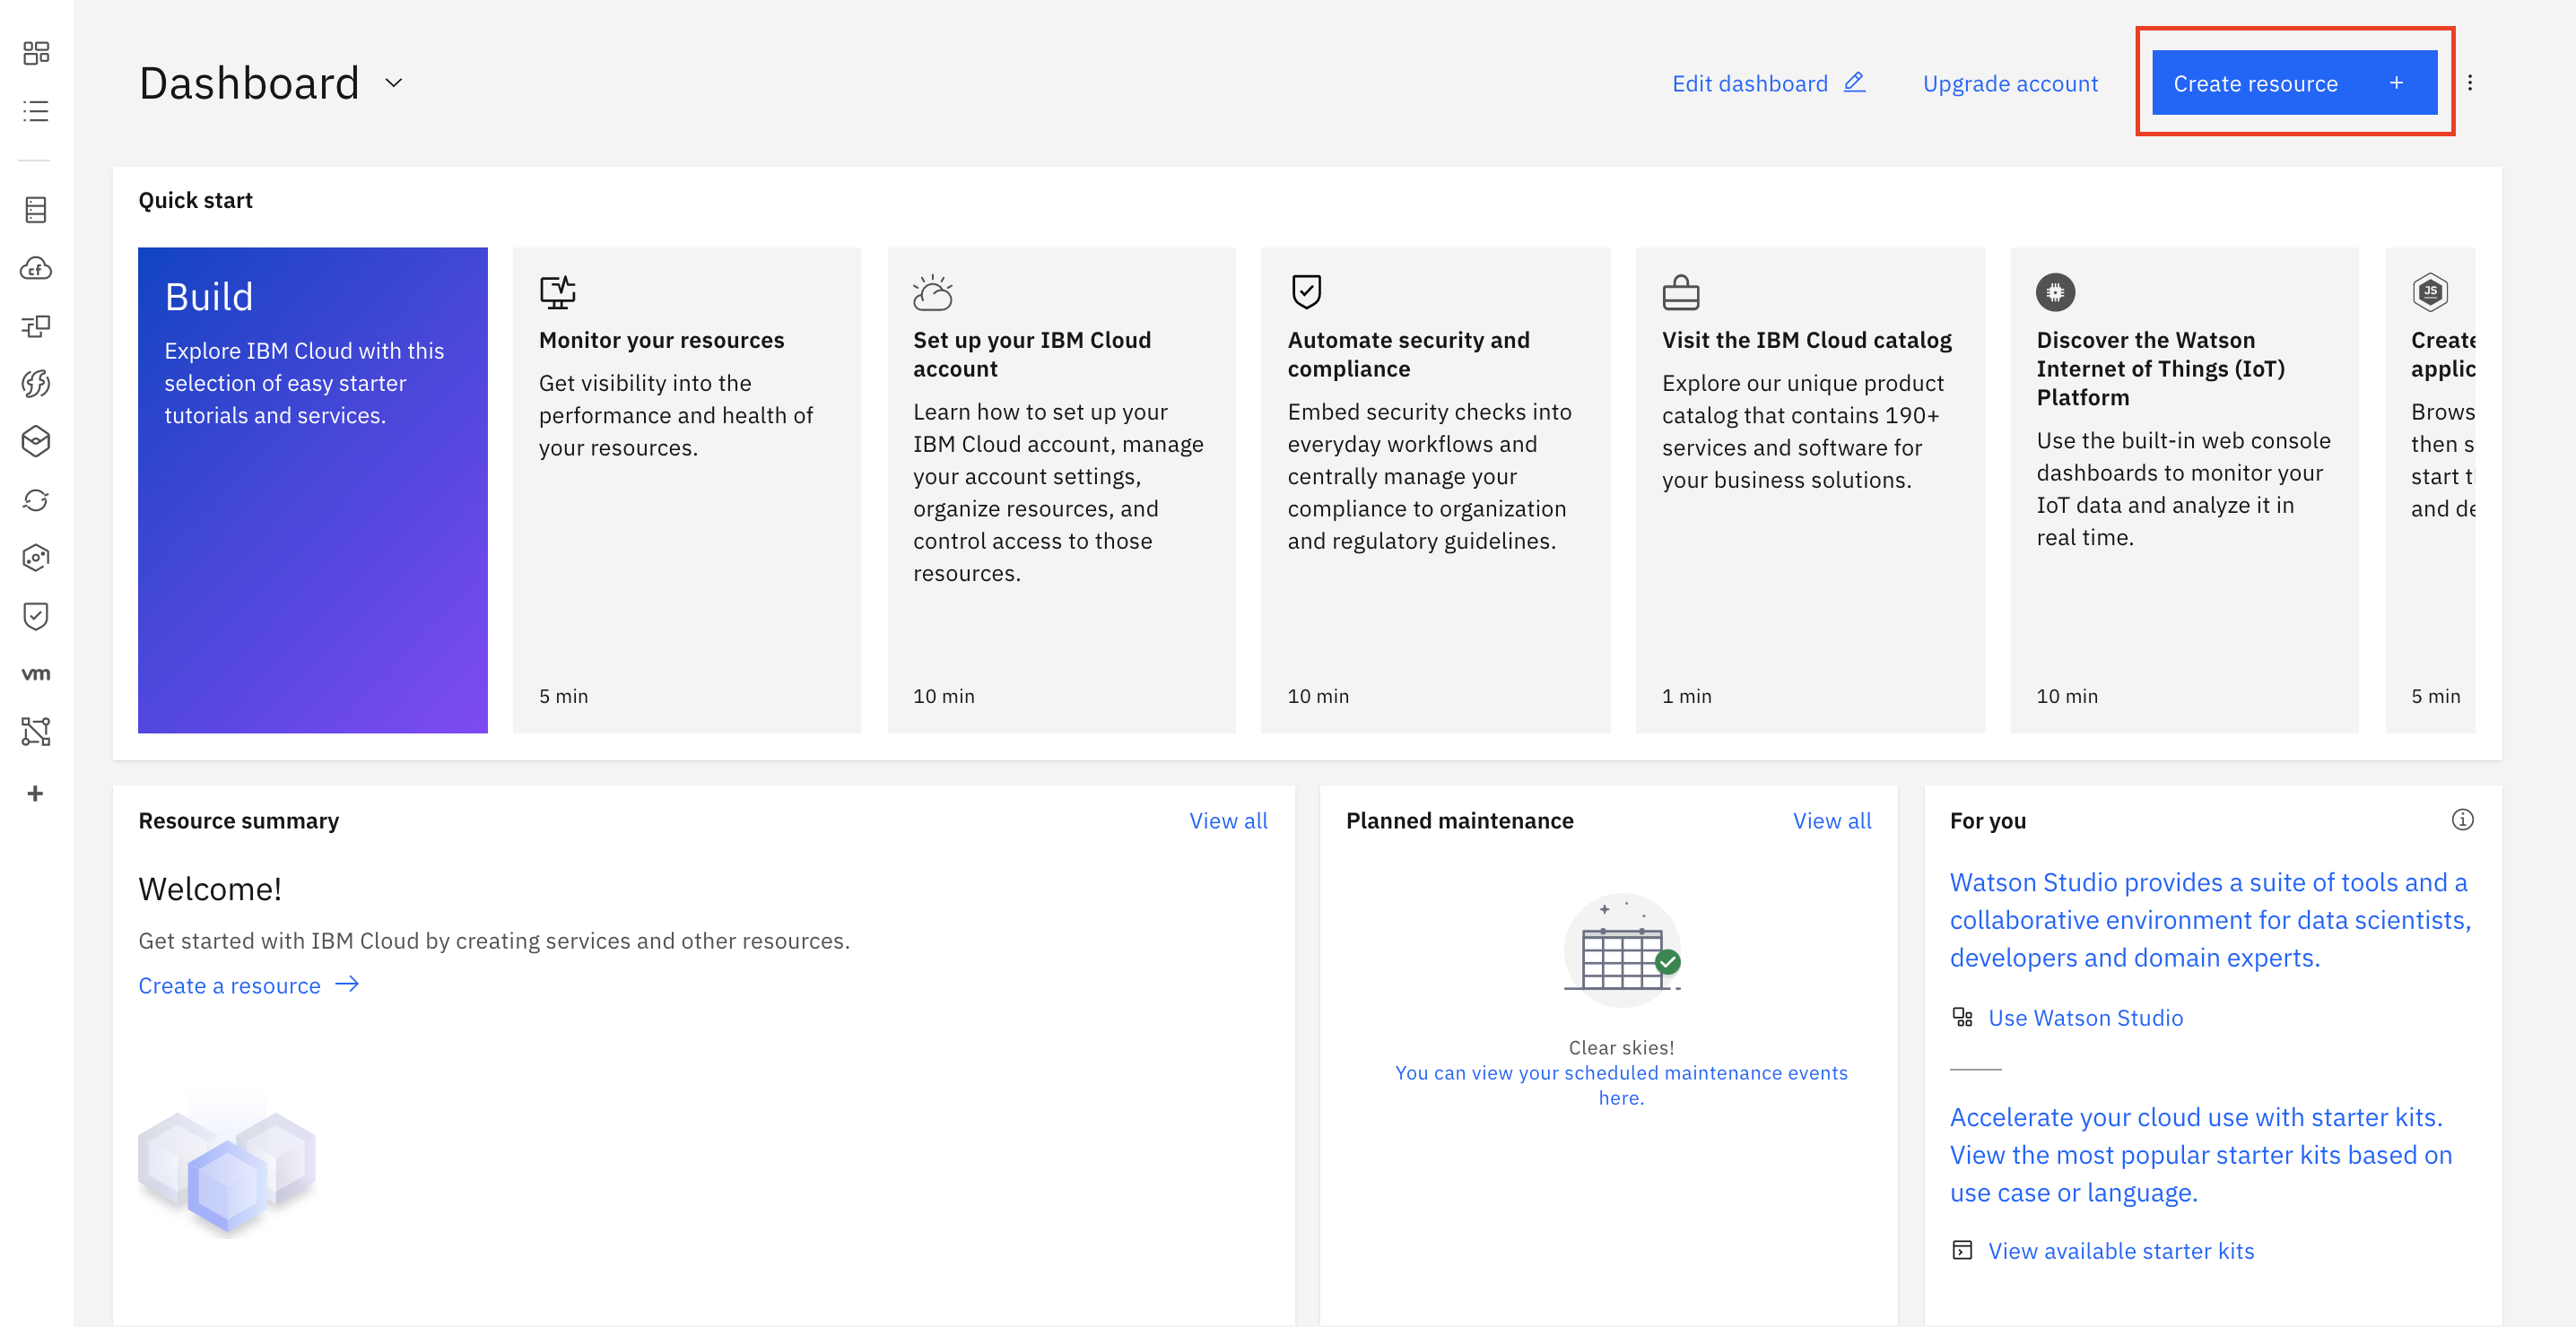 Dashboard
Edit dashboard
Upgrade account
Create resource +
Quick start
Build
Explore IBM Cloud with this
selection of easy starter
tutorials and services.
Monitor your resources
Get visibility into the
performance and health of
your resources.
5 min
Set up your IBM Cloud
account
Learn how to set up your
IBM Cloud account, manage
your account settings,
organize resources, and
control access to those
resources.
10 min
Automate security and
compliance
Embed security checks into
everyday workflows and
centrally manage your
compliance to organization
and regulatory guidelines.
10 min
Visit the IBM Cloud catalog
Explore our unique product
catalog that contains 190+
services and software for
your business solutions.
1 min
Discover the Watson
Internet of Things (IoT)
Platform
Use the built-in web console
dashboards to monitor your
IoT data and analyze it in
real time.
10 min
JS
Create
applic
Brows
then s
start t
and de
5 min
cf
vm
Resource summary
View all
Welcome!
Get started with IBM Cloud by creating services and other resources.
Create a resource →
Planned maintenance
View all
Clear skies!
You can view your scheduled maintenance events
here.
For you
Watson Studio provides a suite of tools and a
collaborative environment for data scientists,
developers and domain experts.
Use Watson Studio
Accelerate your cloud use with starter kits.
View the most popular starter kits based on
use case or language.
View available starter kits